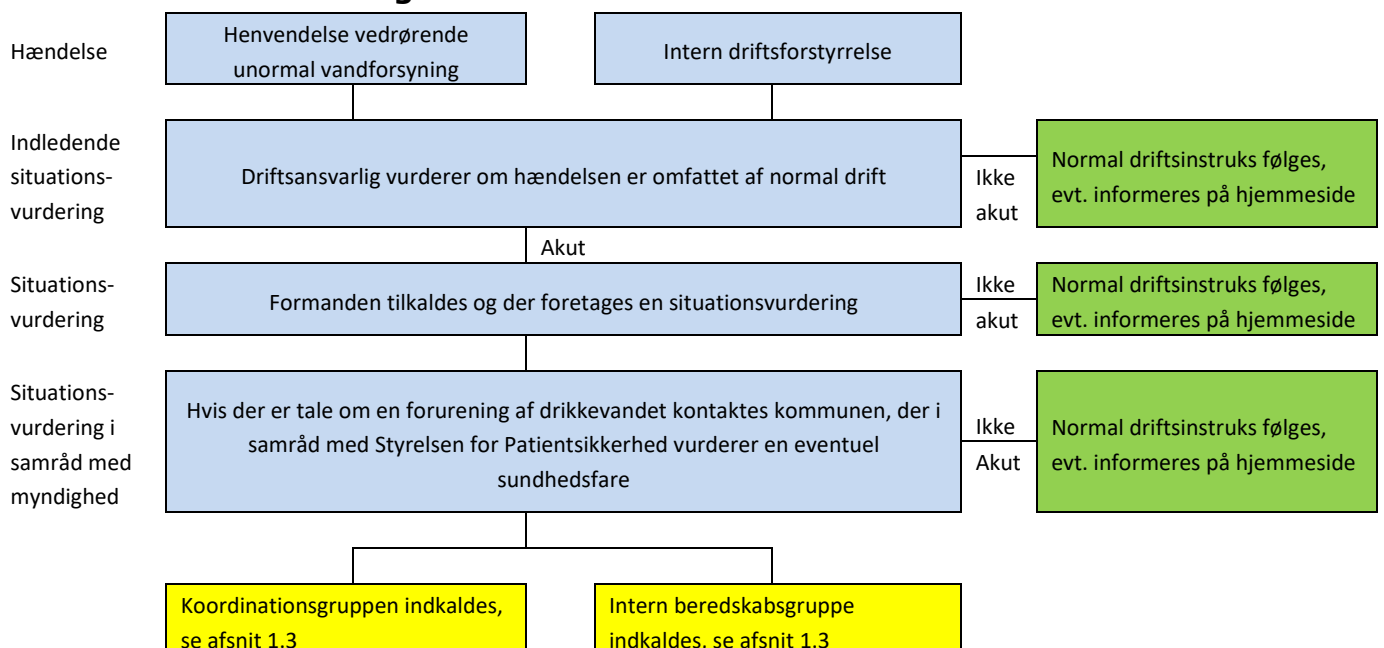 Hændelse
Henvendelse vedrørende
unormal vandforsyning
Intern driftsforstyrrelse
Indledende
situations-
vurdering
Driftsansvarlig vurderer om hændelsen er omfattet af normal drift
Ikke
akut
Normal driftsinstruks følges,
evt. informeres på hjemmeside
Akut
Situations-
vurdering
Formanden tilkaldes og der foretages en situationsvurdering
Ikke
akut
Normal driftsinstruks følges,
evt. informeres på hjemmeside
Situations-
vurdering i
samråd med
myndighed
Hvis der er tale om en forurening af drikkevandet kontaktes kommunen, der i
samråd med Styrelsen for Patientsikkerhed vurderer en eventuel
sundhedsfare
Ikke
Akut
Normal driftsinstruks følges,
evt. informeres på hjemmeside
Koordinationsgruppen indkaldes,
se afsnit 1.3
Intern beredskabsgruppe
indkaldes, se afsnit 1.3